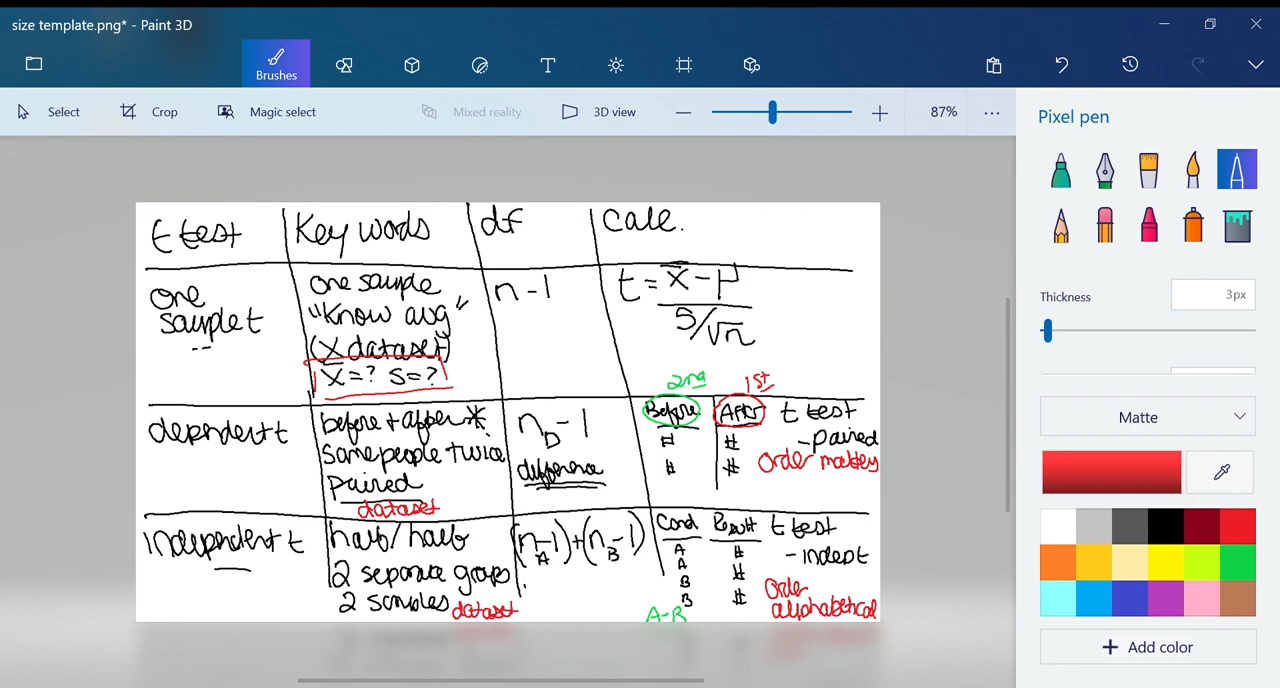 size template.png* - Paint 3D
Brushes
Select Crop Magic select Mixed reality 3D view 87%
Pixel pen
Thickness 3px
Matte
Add color
t test Key words df calc.
one
sample t
one sample
"Know avg"
(X dataset)
X̄=? S=?
n-1
t = x̄ - μ
s/√n
dependent t
before + after *
same people twice
paired
dataset
n_D - 1
difference
2nd 1st
Before After t test
# # - paired
# # Order matters
independent t
half/half
2 separate groups
2 samples dataset
(n_A-1)+(n_B-1)
Cond Result t test
A # - indept
A #
B # Order
B alphabetical
A-B